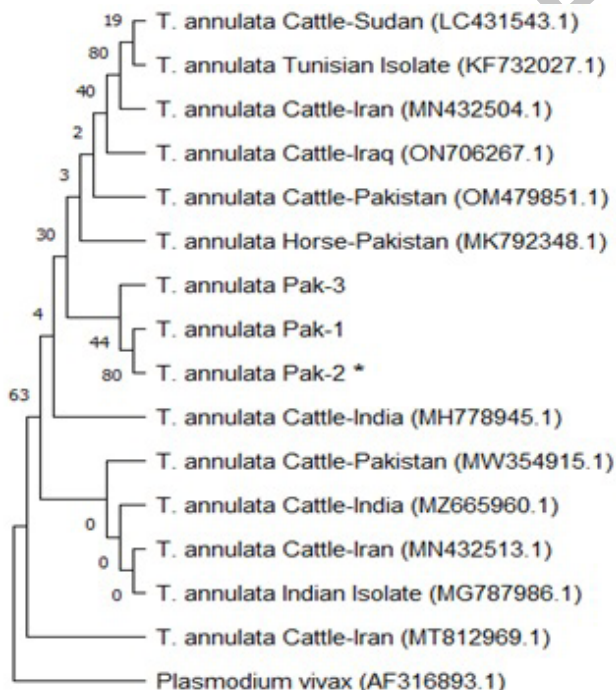 19 T. annulata Cattle-Sudan (LC431543.1)
80 T. annulata Tunisian Isolate (KF732027.1)
40 T. annulata Cattle-Iran (MN432504.1)
2 T. annulata Cattle-Iraq (ON706267.1)
3 T. annulata Cattle-Pakistan (OM479851.1)
30 T. annulata Horse-Pakistan (MK792348.1)
T. annulata Pak-3
4 44 T. annulata Pak-1
80 T. annulata Pak-2 *
63 T. annulata Cattle-India (MH778945.1)
T. annulata Cattle-Pakistan (MW354915.1)
0 T. annulata Cattle-India (MZ665960.1)
0 T. annulata Cattle-Iran (MN432513.1)
0 T. annulata Indian Isolate (MG787986.1)
T. annulata Cattle-Iran (MT812969.1)
Plasmodium vivax (AF316893.1)